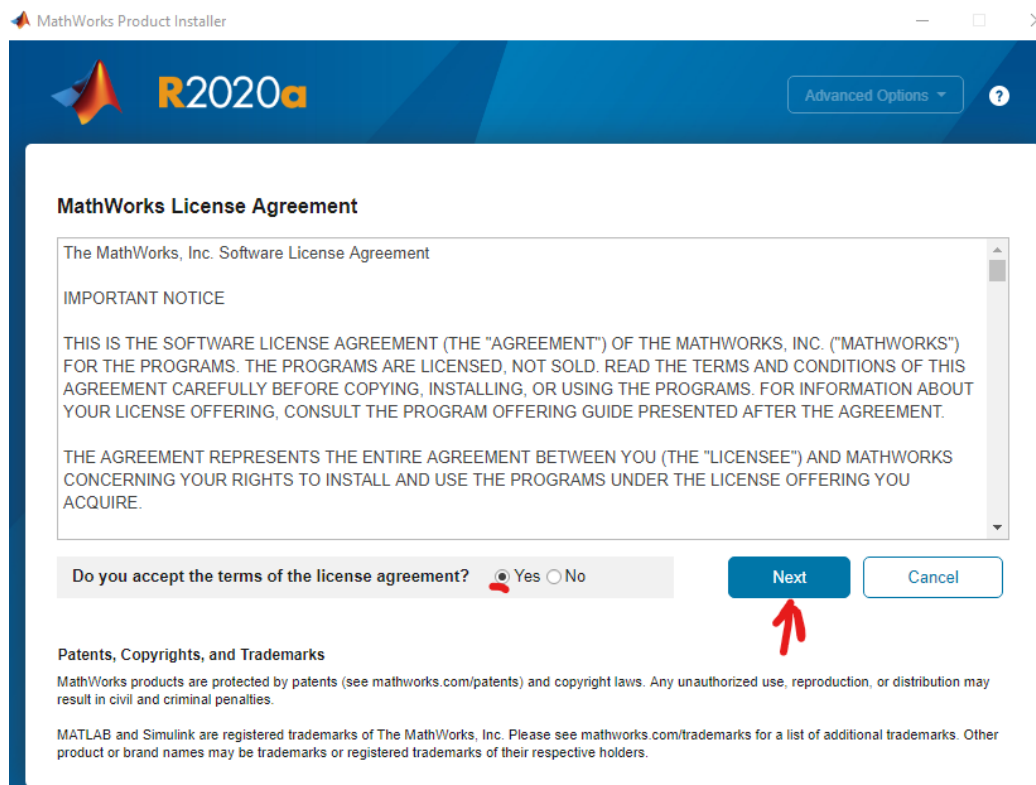 MathWorks Product Installer
R2020a
Advanced Options
?
MathWorks License Agreement
The MathWorks, Inc. Software License Agreement
IMPORTANT NOTICE
THIS IS THE SOFTWARE LICENSE AGREEMENT (THE "AGREEMENT") OF THE MATHWORKS, INC. ("MATHWORKS")
FOR THE PROGRAMS. THE PROGRAMS ARE LICENSED, NOT SOLD. READ THE TERMS AND CONDITIONS OF THIS
AGREEMENT CAREFULLY BEFORE COPYING, INSTALLING, OR USING THE PROGRAMS. FOR INFORMATION ABOUT
YOUR LICENSE OFFERING, CONSULT THE PROGRAM OFFERING GUIDE PRESENTED AFTER THE AGREEMENT.
THE AGREEMENT REPRESENTS THE ENTIRE AGREEMENT BETWEEN YOU (THE "LICENSEE") AND MATHWORKS
CONCERNING YOUR RIGHTS TO INSTALL AND USE THE PROGRAMS UNDER THE LICENSE OFFERING YOU
ACQUIRE.
Do you accept the terms of the license agreement? Yes No
Next Cancel
Patents, Copyrights, and Trademarks
MathWorks products are protected by patents (see mathworks.com/patents) and copyright laws. Any unauthorized use, reproduction, or distribution may
result in civil and criminal penalties.
MATLAB and Simulink are registered trademarks of The MathWorks, Inc. Please see mathworks.com/trademarks for a list of additional trademarks. Other
product or brand names may be trademarks or registered trademarks of their respective holders.